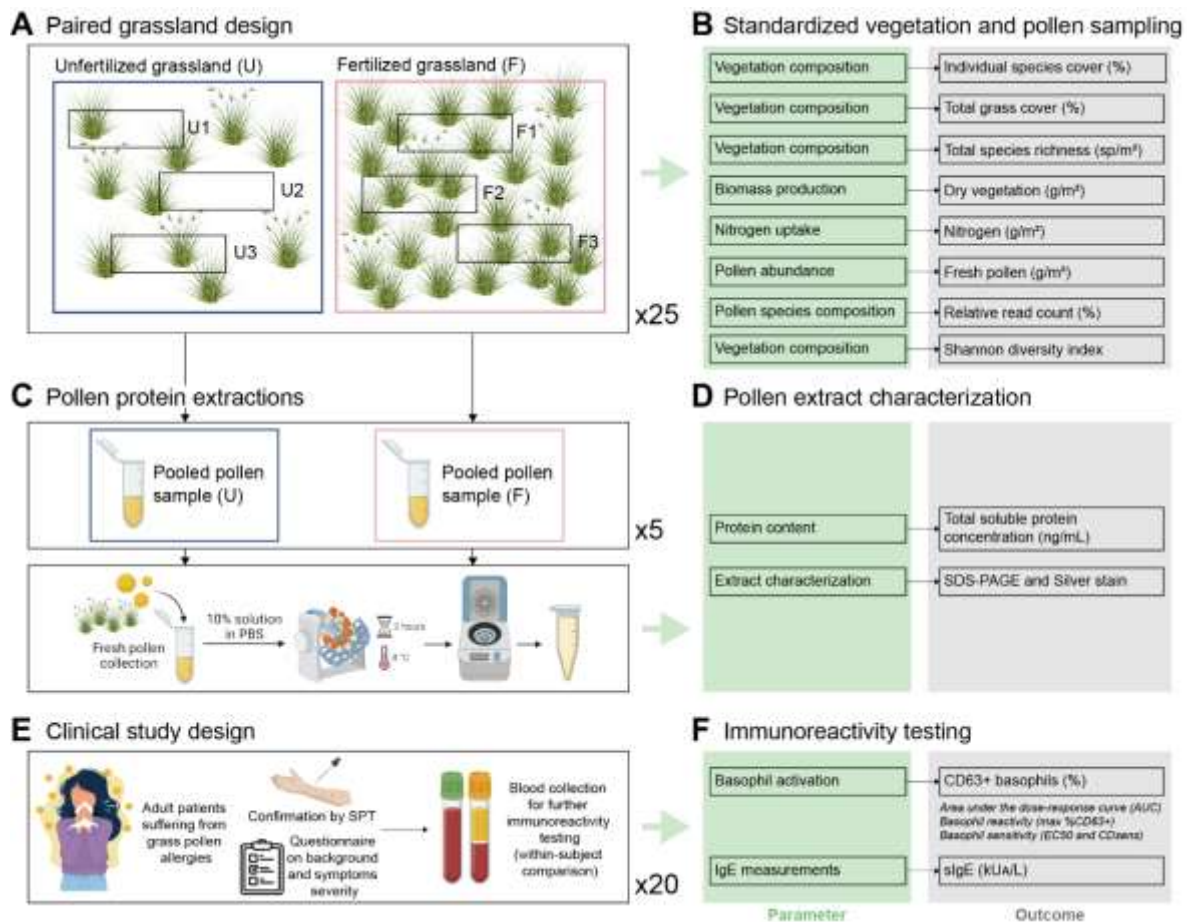 A Paired grassland design
Unfertilized grassland (U)
Fertilized grassland (F)
U1
U2
U3
F1
F2
F3
x25
B Standardized vegetation and pollen sampling
Vegetation composition
Individual species cover (%)
Vegetation composition
Total grass cover (%)
Vegetation composition
Total species richness (sp/m²)
Biomass production
Dry vegetation (g/m²)
Nitrogen uptake
Nitrogen (g/m²)
Pollen abundance
Fresh pollen (g/m²)
Pollen species composition
Relative read count (%)
Vegetation composition
Shannon diversity index
C Pollen protein extractions
Pooled pollen
sample (U)
Pooled pollen
sample (F)
x5
Fresh pollen
collection
10% solution
in PBS
hours
°C
D Pollen extract characterization
Protein content
Total soluble protein
concentration (ng/mL)
Extract characterization
SDS-PAGE and Silver stain
E Clinical study design
Adult patients
suffering from
grass pollen
allergies
Confirmation by SPT
Questionnaire
on background
and symptoms
severity
Blood collection
for further
immunoreactivity
testing
(within-subject
comparison)
x20
F Immunoreactivity testing
Basophil activation
CD63+ basophils (%)
Area under the dose-response curve (AUC)
Basophil reactivity (max %CD63+)
Basophil sensitivity (EC50 and CDsens)
IgE measurements
sIgE (kUA/L)
Parameter
Outcome